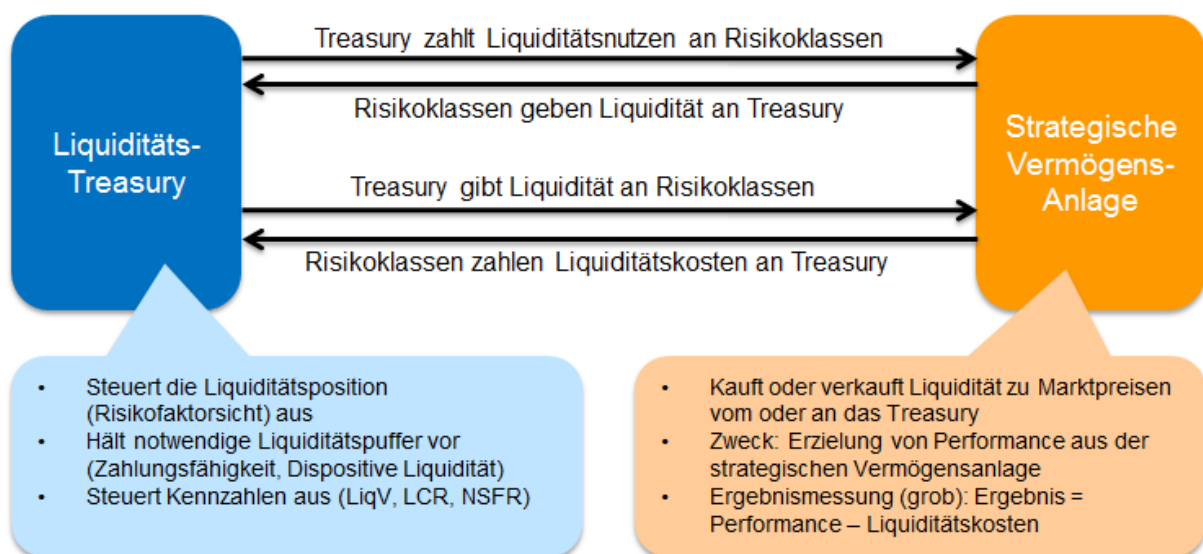 Treasury zahlt Liquiditätsnutzen an Risikoklassen
Risikoklassen geben Liquidität an Treasury
Liquiditäts-
Treasury
Strategische
Vermögens-
Anlage
Treasury gibt Liquidität an Risikoklassen
Risikoklassen zahlen Liquiditätskosten an Treasury
• Steuert die Liquiditätsposition
(Risikofaktorsicht) aus
• Hält notwendige Liquiditätspuffer vor
(Zahlungsfähigkeit, Dispositive Liquidität)
• Steuert Kennzahlen aus (LiqV, LCR, NSFR)
• Kauft oder verkauft Liquidität zu Marktpreisen
vom oder an das Treasury
• Zweck: Erzielung von Performance aus der
strategischen Vermögensanlage
• Ergebnismessung (grob): Ergebnis =
Performance – Liquiditätskosten